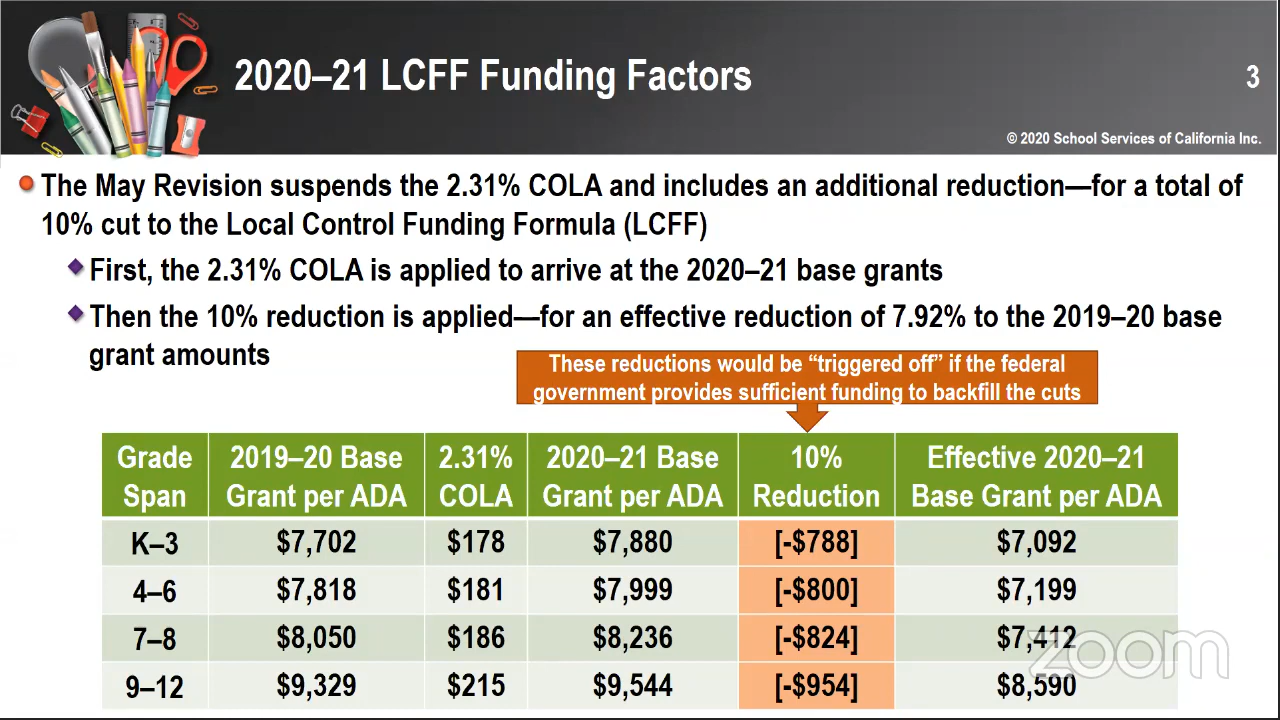 2020–21 LCFF Funding Factors
3
© 2020 School Services of California Inc.
The May Revision suspends the 2.31% COLA and includes an additional reduction—for a total of
10% cut to the Local Control Funding Formula (LCFF)
First, the 2.31% COLA is applied to arrive at the 2020–21 base grants
Then the 10% reduction is applied—for an effective reduction of 7.92% to the 2019–20 base
grant amounts
These reductions would be “triggered off” if the federal
government provides sufficient funding to backfill the cuts
Grade Span 2019–20 Base Grant per ADA 2.31% COLA 2020–21 Base Grant per ADA 10% Reduction Effective 2020–21 Base Grant per ADA
K–3 $7,702 $178 $7,880 [-$788] $7,092
4–6 $7,818 $181 $7,999 [-$800] $7,199
7–8 $8,050 $186 $8,236 [-$824] $7,412
9–12 $9,329 $215 $9,544 [-$954] $8,590
zoom